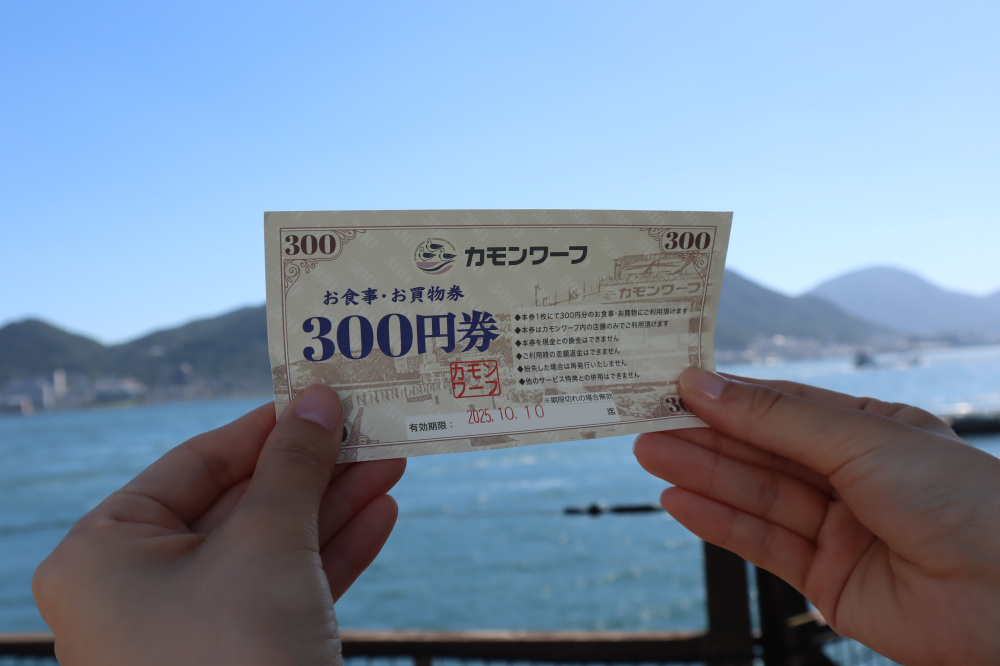 300
カモンワーフ
300
お食事・お買物券
300円券
カモンワーフ
◆本券1枚にて300円分のお食事・お買物にご利用頂けます
◆本券はカモンワーフ内の店舗のみでご利用頂けます
◆本券を現金との換金はできません
◆ご利用時の差額返金はできません
◆紛失した場合は再発行いたしません
◆他のサービス特典との併用はできません
カモン
ワーフ
※期限切れの場合無効
有効期限：
2025.10.10
迄